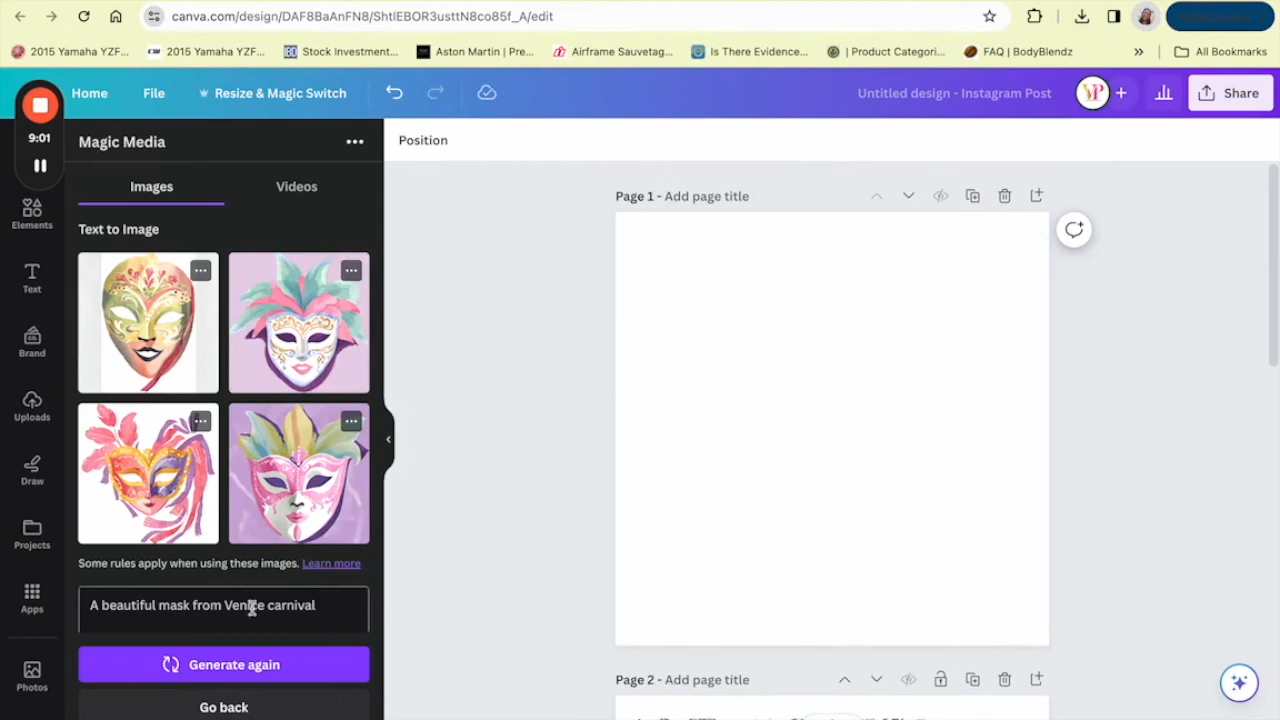 canva.com/design/DAF8BaAnFN8/ShtlEBOR3usttN8co85f_A/edit
2015 Yamaha YZF...
2015 Yamaha YZF...
Stock Investment...
Aston Martin | Pre...
Airframe Sauvetag...
Is There Evidence...
| Product Categori...
FAQ | BodyBlendz
»
All Bookmarks
Home
File
Resize & Magic Switch
Untitled design - Instagram Post
YP
Share
9:01
Magic Media
Position
Images
Videos
Page 1 - Add page title
Text to Image
Elements
Text
Brand
Uploads
Draw
Projects
Apps
Photos
Some rules apply when using these images. Learn more
A beautiful mask from Venice carnival
Generate again
Go back
Page 2 - Add page title